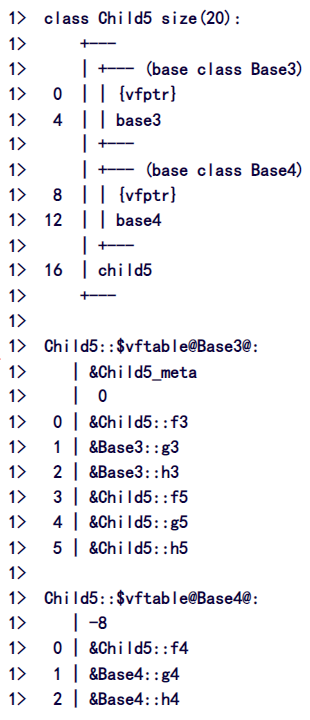 1>  class Child5 size(20):
1>      +---
1>      | +--- (base class Base3)
1>   0  | | {vfptr}
1>   4  | | base3
1>      | +---
1>      | +--- (base class Base4)
1>   8  | | {vfptr}
1>  12  | | base4
1>      | +---
1>  16  | child5
1>      +---
1>
1>  Child5::$vftable@Base3@:
1>     | &Child5_meta
1>     |  0
1>   0 | &Child5::f3
1>   1 | &Base3::g3
1>   2 | &Base3::h3
1>   3 | &Child5::f5
1>   4 | &Child5::g5
1>   5 | &Child5::h5
1>
1>  Child5::$vftable@Base4@:
1>     | -8
1>   0 | &Child5::f4
1>   1 | &Base4::g4
1>   2 | &Base4::h4